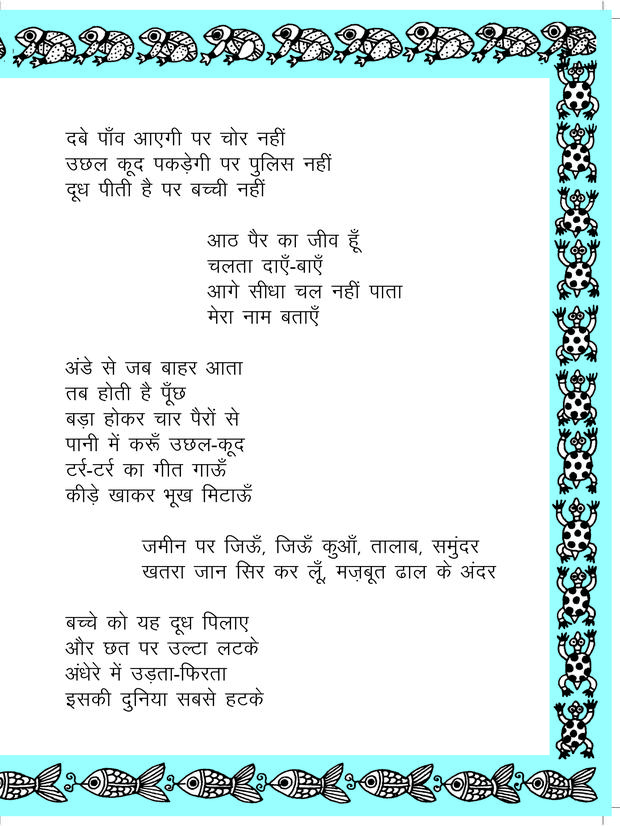 दबे पाँव आएगी पर चोर नहीं
उछल कूद पकड़ेगी पर पुलिस नहीं
दूध पीती है पर बच्ची नहीं
आठ पैर का जीव हूँ
चलता दाएँ-बाएँ
आगे सीधा चल नहीं पाता
मेरा नाम बताएँ
अंडे से जब बाहर आता
तब होती है पूँछ
बड़ा होकर चार पैरों से
पानी में करूँ उछल-कूद
टर्र-टर्र का गीत गाऊँ
कीड़े खाकर भूख मिटाऊँ
जमीन पर जिऊँ, जिऊँ कुआँ, तालाब, समुंदर
खतरा जान सिर कर लूँ, मज़बूत ढाल के अंदर
बच्चे को यह दूध पिलाए
और छत पर उल्टा लटके
अंधेरे में उड़ता-फिरता
इसकी दुनिया सबसे हटके